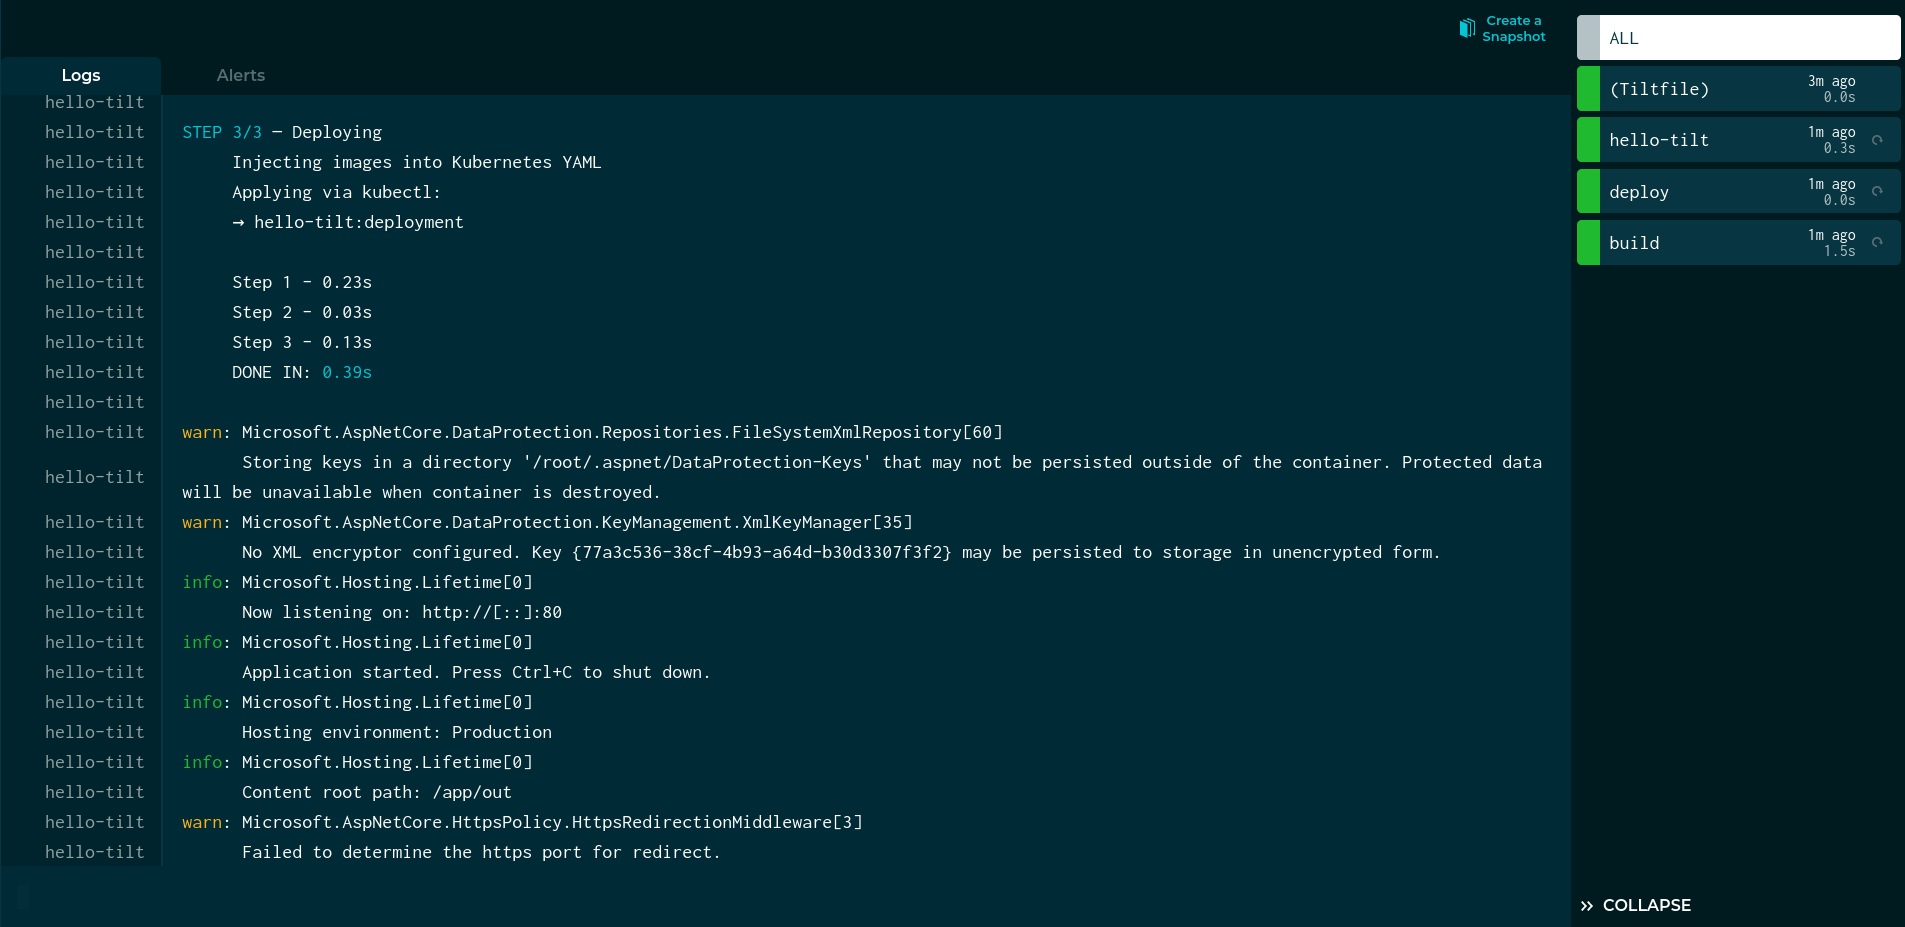 Create a
Snapshot
Logs
Alerts
hello-tilt
hello-tilt STEP 3/3 — Deploying
hello-tilt Injecting images into Kubernetes YAML
hello-tilt Applying via kubectl:
hello-tilt → hello-tilt:deployment
hello-tilt
hello-tilt Step 1 - 0.23s
hello-tilt Step 2 - 0.03s
hello-tilt Step 3 - 0.13s
hello-tilt DONE IN: 0.39s
hello-tilt
hello-tilt warn: Microsoft.AspNetCore.DataProtection.Repositories.FileSystemXmlRepository[60]
hello-tilt Storing keys in a directory '/root/.aspnet/DataProtection-Keys' that may not be persisted outside of the container. Protected data
will be unavailable when container is destroyed.
hello-tilt warn: Microsoft.AspNetCore.DataProtection.KeyManagement.XmlKeyManager[35]
hello-tilt No XML encryptor configured. Key {77a3c536-38cf-4b93-a64d-b30d3307f3f2} may be persisted to storage in unencrypted form.
hello-tilt info: Microsoft.Hosting.Lifetime[0]
hello-tilt Now listening on: http://[::]:80
hello-tilt info: Microsoft.Hosting.Lifetime[0]
hello-tilt Application started. Press Ctrl+C to shut down.
hello-tilt info: Microsoft.Hosting.Lifetime[0]
hello-tilt Hosting environment: Production
hello-tilt info: Microsoft.Hosting.Lifetime[0]
hello-tilt Content root path: /app/out
hello-tilt warn: Microsoft.AspNetCore.HttpsPolicy.HttpsRedirectionMiddleware[3]
hello-tilt Failed to determine the https port for redirect.
ALL
(Tiltfile) 3m ago
0.0s
hello-tilt 1m ago
0.3s
deploy 1m ago
0.0s
build 1m ago
1.5s
COLLAPSE